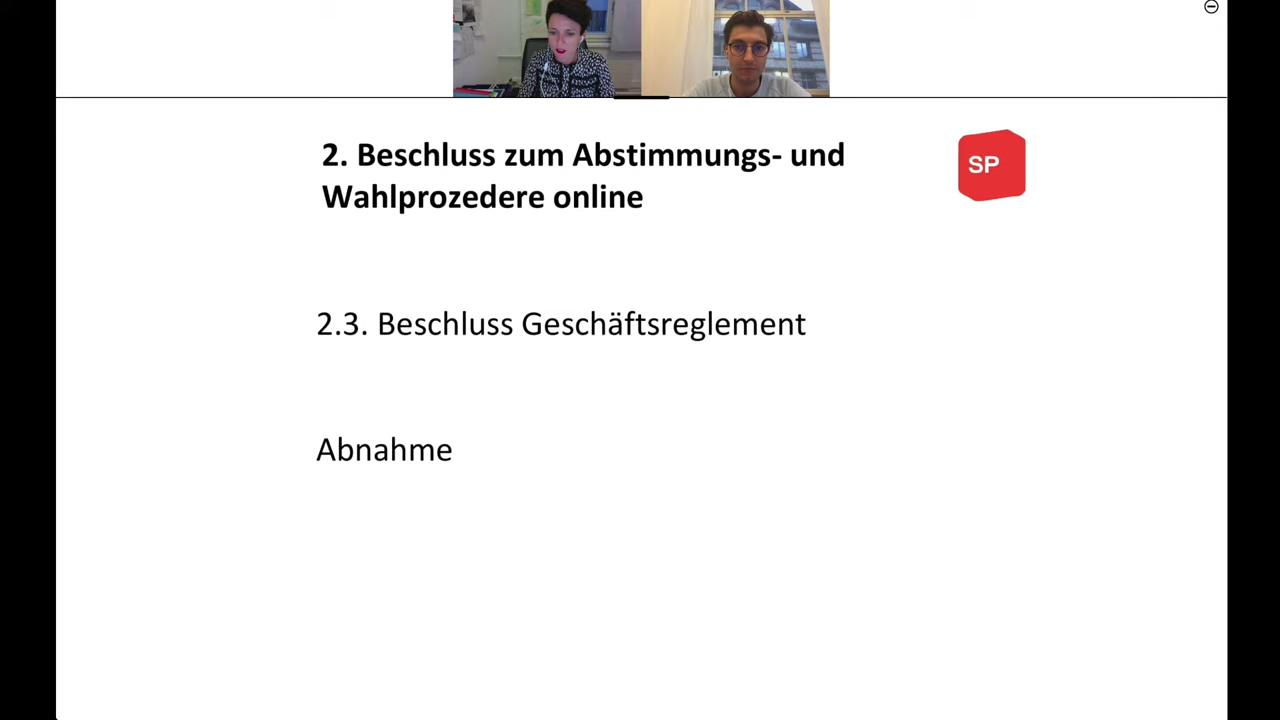 2. Beschluss zum Abstimmungs- und
Wahlprozedere online
SP
2.3. Beschluss Geschäftsreglement
Abnahme